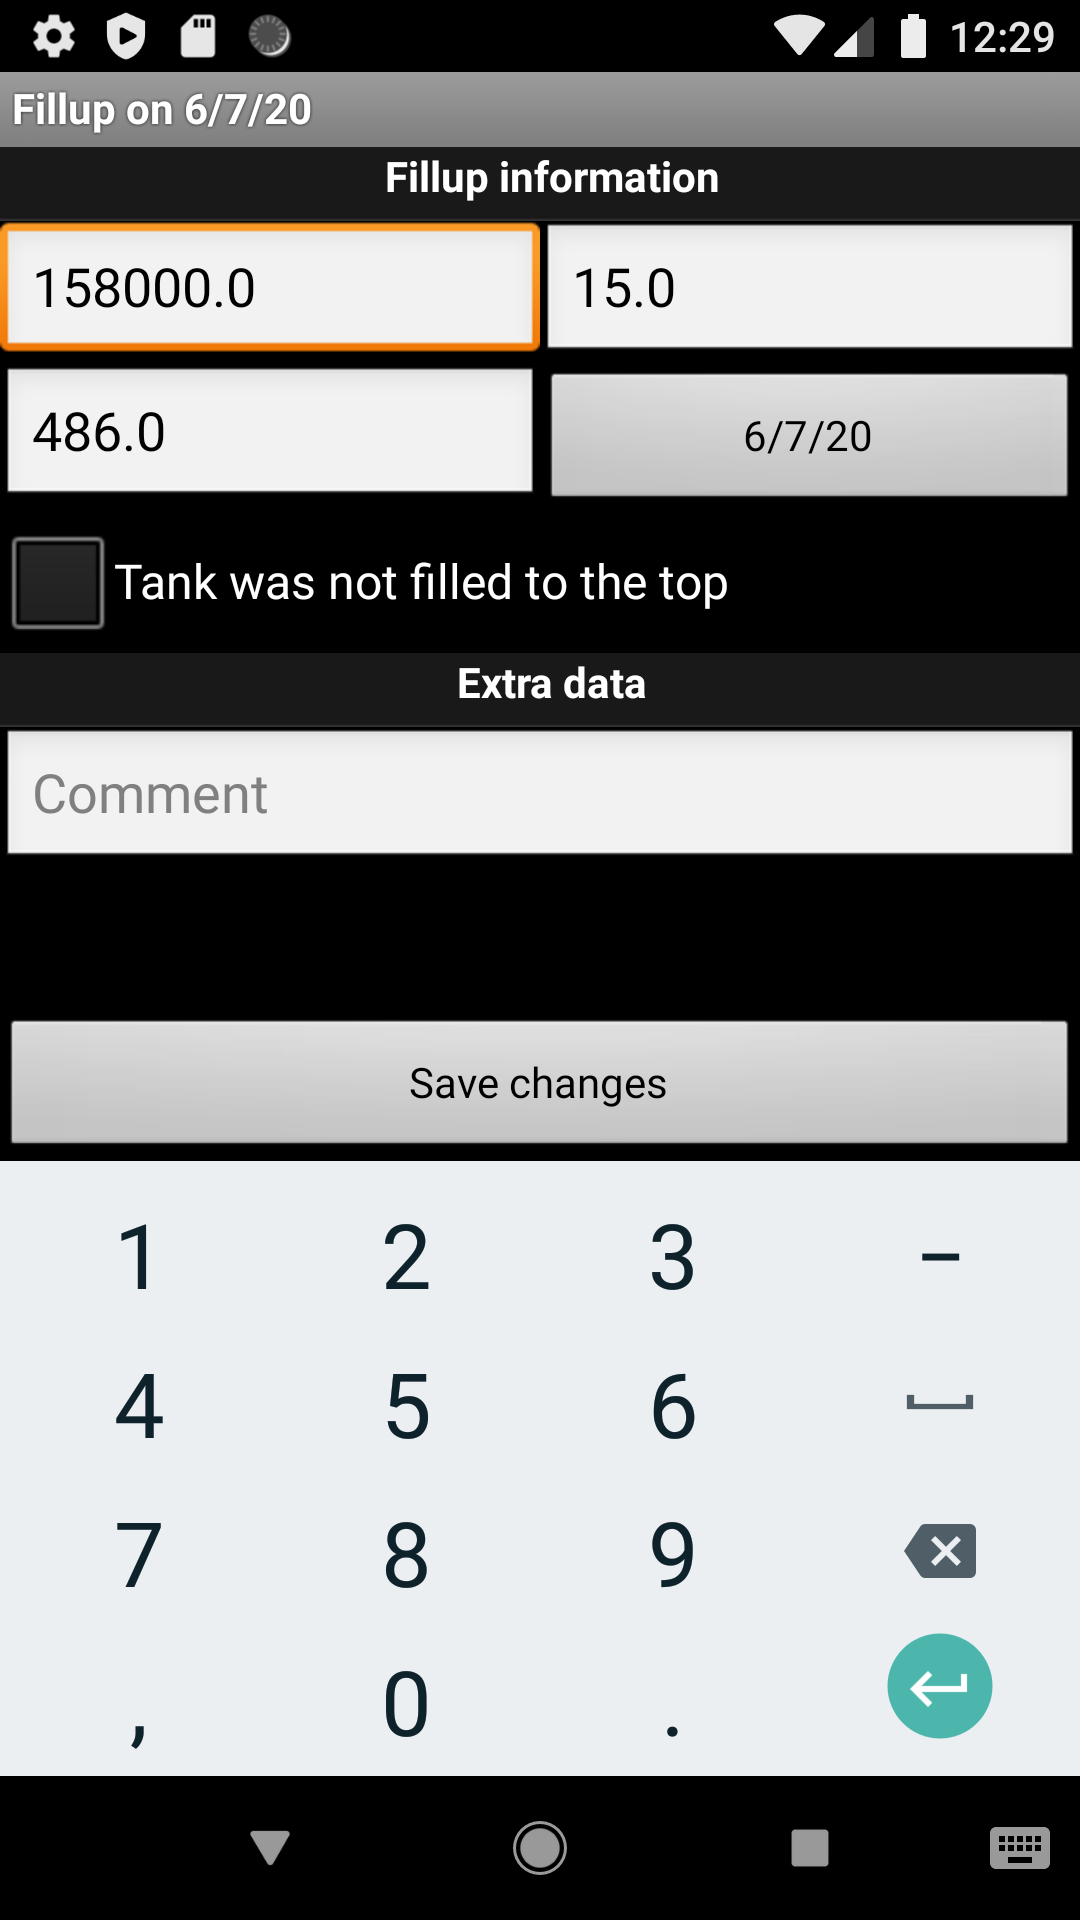 12:29
Fillup on 6/7/20
Fillup information
158000.0 15.0
486.0 6/7/20
Tank was not filled to the top
Extra data
Comment
Save changes
1 2 3 –
4 5 6
7 8 9
, 0 .